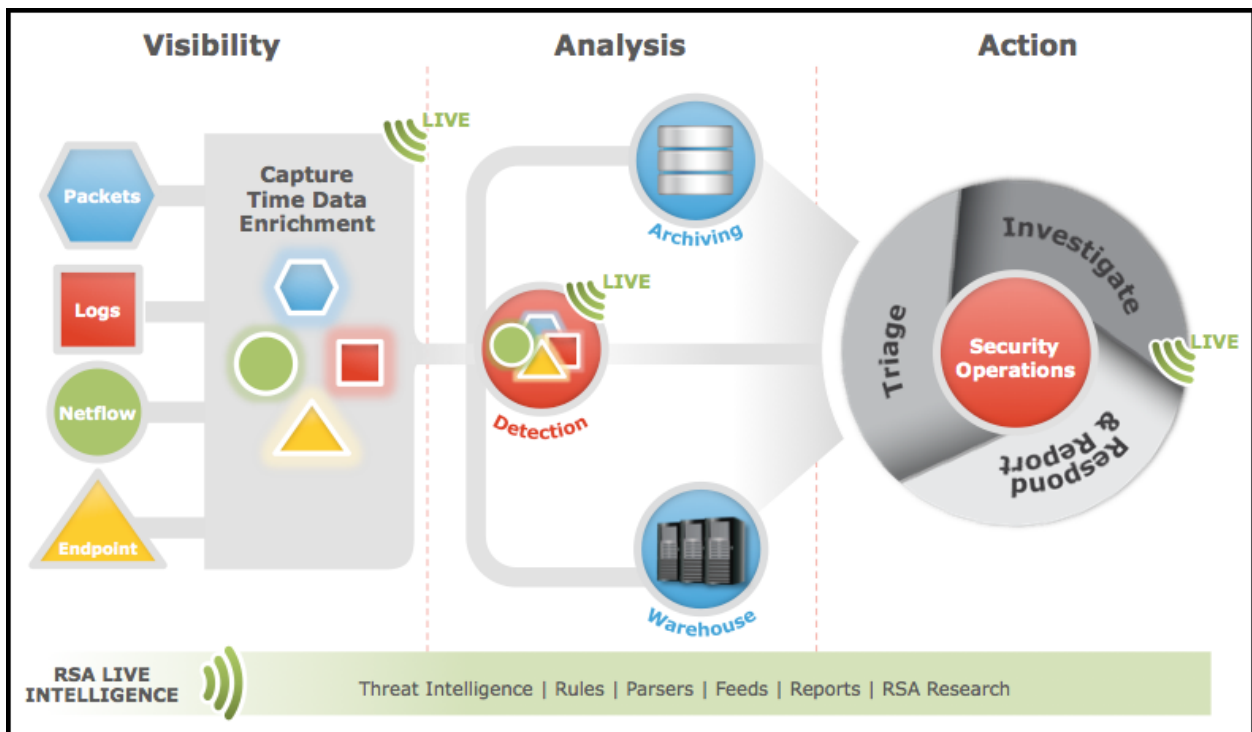 Visibility
Analysis
Action
LIVE
Packets
Logs
Netflow
Endpoint
Capture
Time Data
Enrichment
Archiving
LIVE
Detection
Warehouse
Investigate
Triage
Respond
& Report
Security
Operations
LIVE
RSA LIVE
INTELLIGENCE
Threat Intelligence | Rules | Parsers | Feeds | Reports | RSA Research